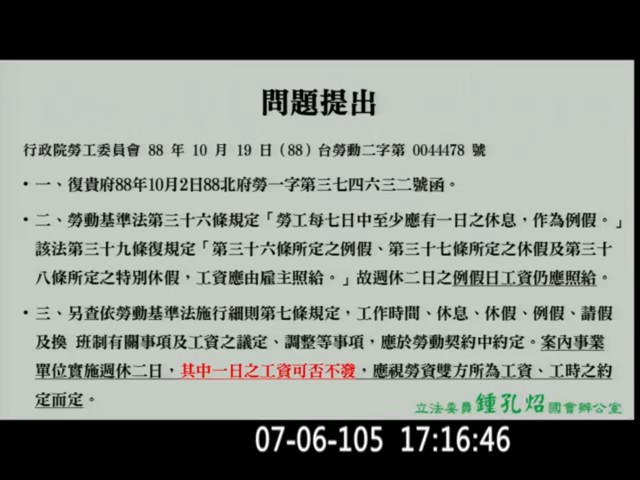 問題提出
行政院勞工委員會 88 年 10 月 19 日（88）台勞動二字第 0044478 號
• 一、復貴府88年10月2日88北府勞一字第三七四六三二號函。
• 二、勞動基準法第三十六條規定「勞工每七日中至少應有一日之休息，作為例假。」
該法第三十九條復規定「第三十六條所定之例假、第三十七條所定之休假及第三十
八條所定之特別休假，工資應由雇主照給。」故週休二日之例假日工資仍應照給。
• 三、另查依勞動基準法施行細則第七條規定，工作時間、休息、休假、例假、請假
及換 班制有關事項及工資之議定、調整等事項，應於勞動契約中約定。案內事業
單位實施週休二日，其中一日之工資可否不發，應視勞資雙方所為工資、工時之約
定而定。
立法委員鍾孔炤國會辦公室
07-06-105 17:16:46